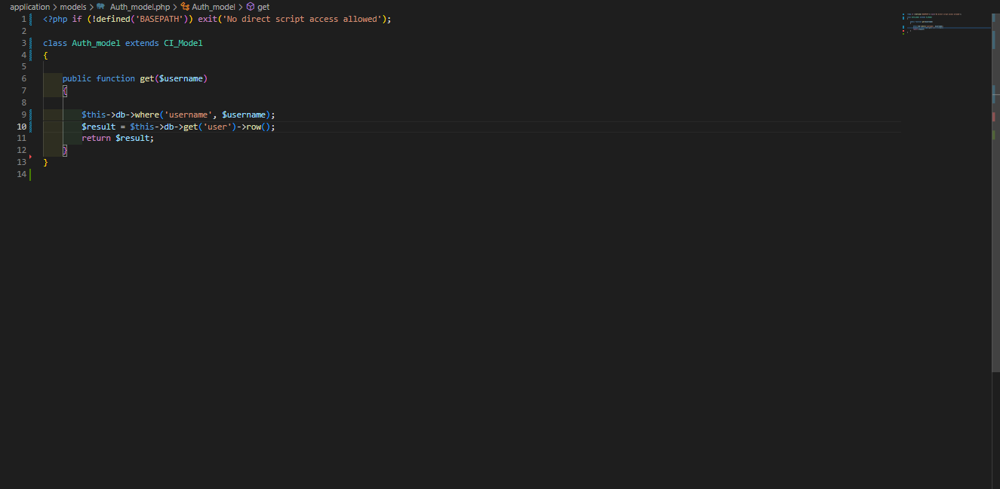 application > models > Auth_model.php > Auth_model > get
1 <?php if (!defined('BASEPATH')) exit('No direct script access allowed');
2
3 class Auth_model extends CI_Model
4 {
5
6 public function get($username)
7 {
8
9 $this->db->where('username', $username);
10 $result = $this->db->get('user')->row();
11 return $result;
12 }
13 }
14